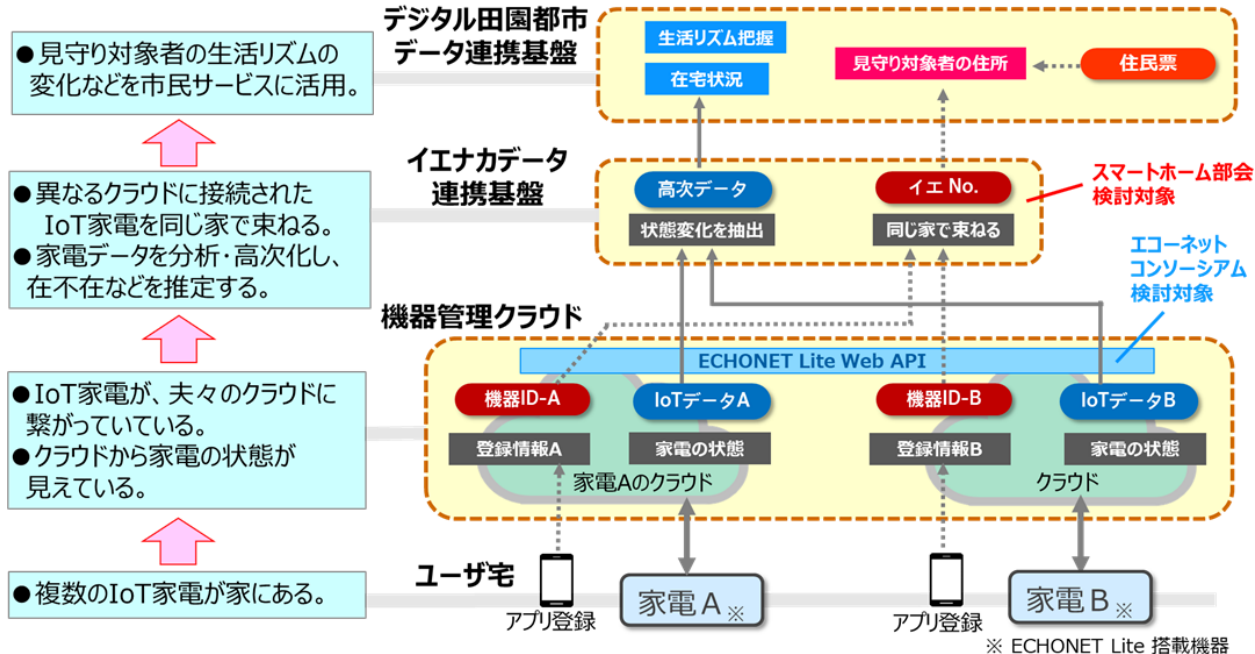 デジタル田園都市
データ連携基盤
●見守り対象者の生活リズムの
変化などを市民サービスに活用。
生活リズム把握
在宅状況
見守り対象者の住所
住民票
イエナカデータ
連携基盤
●異なるクラウドに接続された
IoT家電を同じ家で束ねる。
●家電データを分析・高次化し、
在不在などを推定する。
高次データ
状態変化を抽出
イエ No.
同じ家で束ねる
スマートホーム部会
検討対象
エコーネット
コンソーシアム
検討対象
機器管理クラウド
ECHONET Lite Web API
●IoT家電が、夫々のクラウドに
繋がっていている。
●クラウドから家電の状態が
見えている。
機器ID-A
登録情報A
IoTデータA
家電の状態
家電Aのクラウド
機器ID-B
登録情報B
IoTデータB
家電の状態
クラウド
ユーザ宅
●複数のIoT家電が家にある。
アプリ登録
家電A※
アプリ登録
家電B※
※ ECHONET Lite 搭載機器